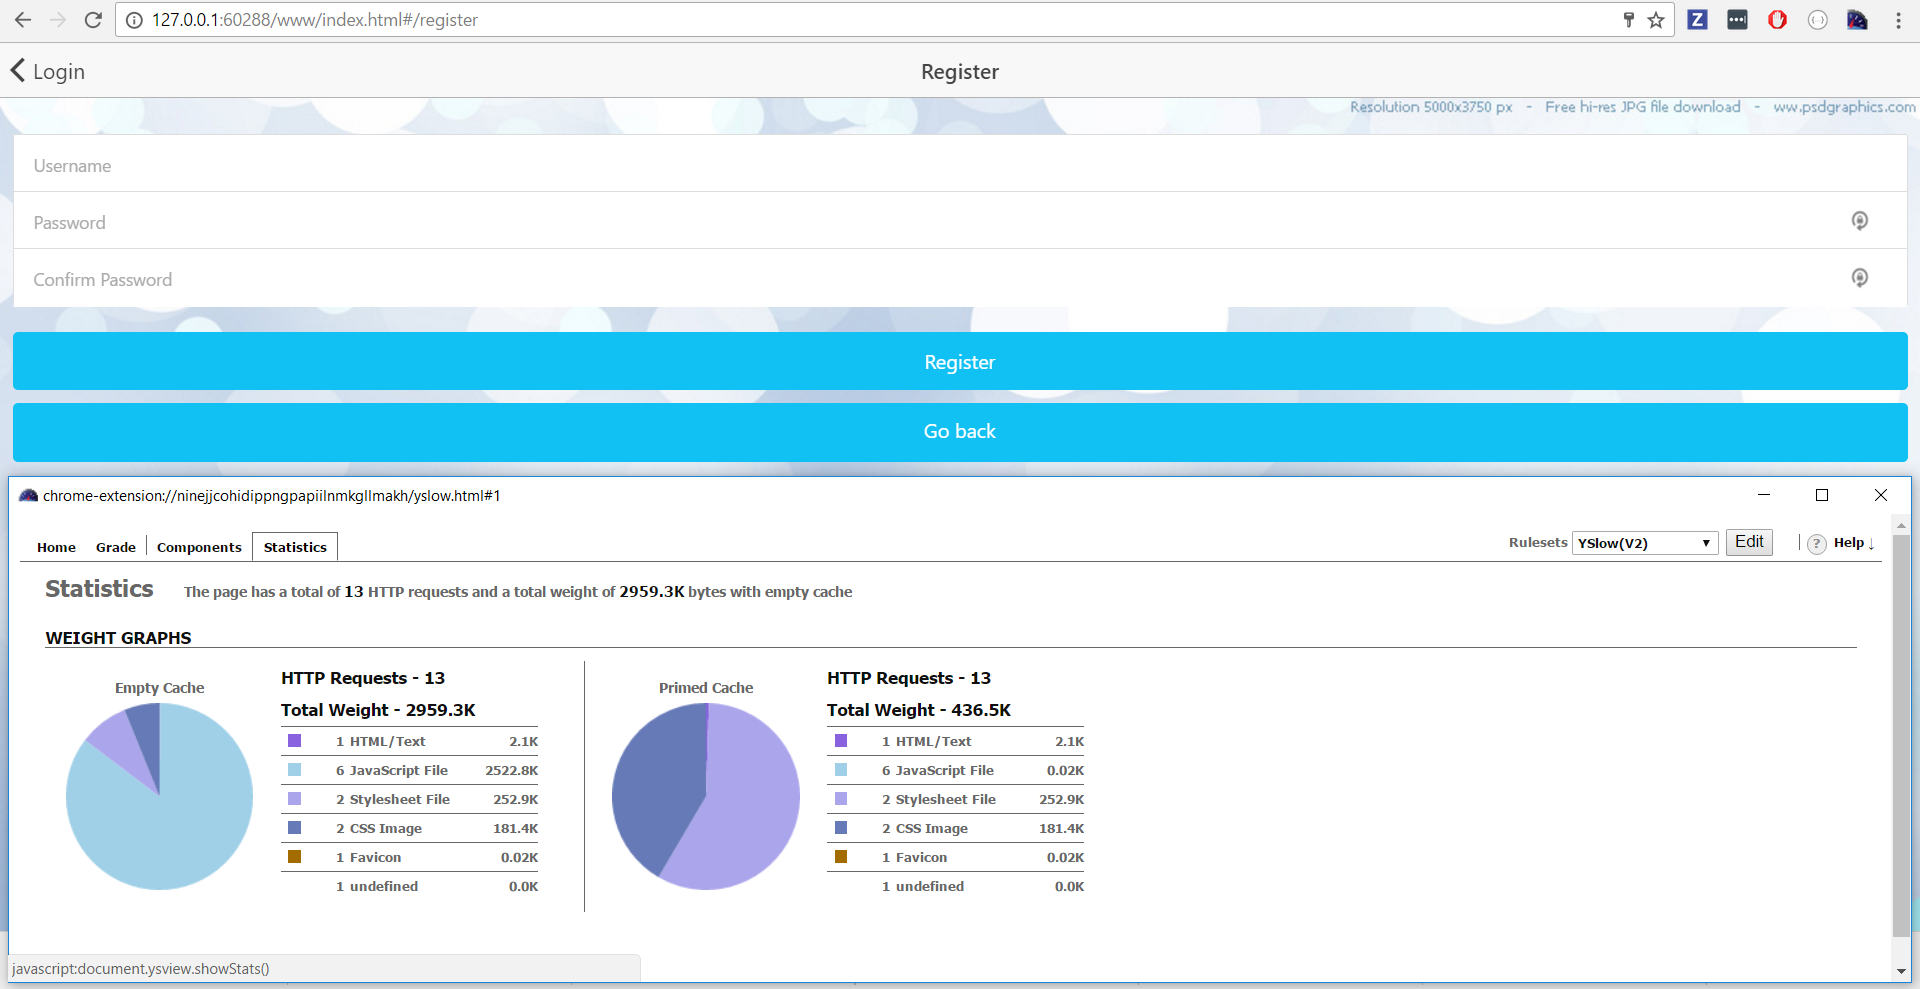 127.0.0.1:60288/www/index.html#/register
Login
Register
Resolution 5000x3750 px - Free hi-res JPG file download - ww.psdgraphics.com
Username
Password
Confirm Password
Register
Go back
chrome-extension://ninejjcohidippngpapiilnmkgllmakh/yslow.html#1
Home Grade Components Statistics Rulesets YSlow(V2) Edit ? Help ↓
Statistics The page has a total of 13 HTTP requests and a total weight of 2959.3K bytes with empty cache
WEIGHT GRAPHS
Empty Cache
HTTP Requests - 13
Total Weight - 2959.3K
1 HTML/Text 2.1K
6 JavaScript File 2522.8K
2 Stylesheet File 252.9K
2 CSS Image 181.4K
1 Favicon 0.02K
1 undefined 0.0K
Primed Cache
HTTP Requests - 13
Total Weight - 436.5K
1 HTML/Text 2.1K
6 JavaScript File 0.02K
2 Stylesheet File 252.9K
2 CSS Image 181.4K
1 Favicon 0.02K
1 undefined 0.0K
javascript:document.ysview.showStats()